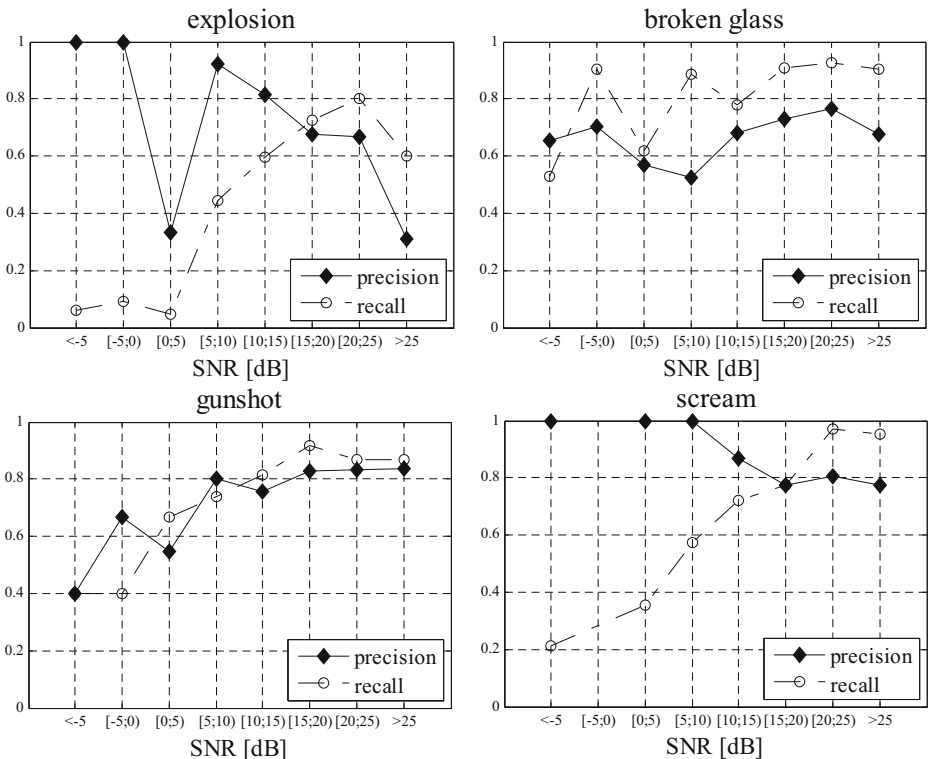 explosion
1
0.8
0.6
0.4
0.2
0
<-5 [-5;0) [0;5) [5;10) [10;15) [15;20) [20;25) >25
SNR [dB]
precision
recall
broken glass
1
0.8
0.6
0.4
0.2
0
<-5 [-5;0) [0;5) [5;10) [10;15) [15;20) [20;25) >25
SNR [dB]
precision
recall
gunshot
1
0.8
0.6
0.4
0.2
0
<-5 [-5;0) [0;5) [5;10) [10;15) [15;20) [20;25) >25
SNR [dB]
precision
recall
scream
1
0.8
0.6
0.4
0.2
0
<-5 [-5;0) [0;5) [5;10) [10;15) [15;20) [20;25) >25
SNR [dB]
precision
recall